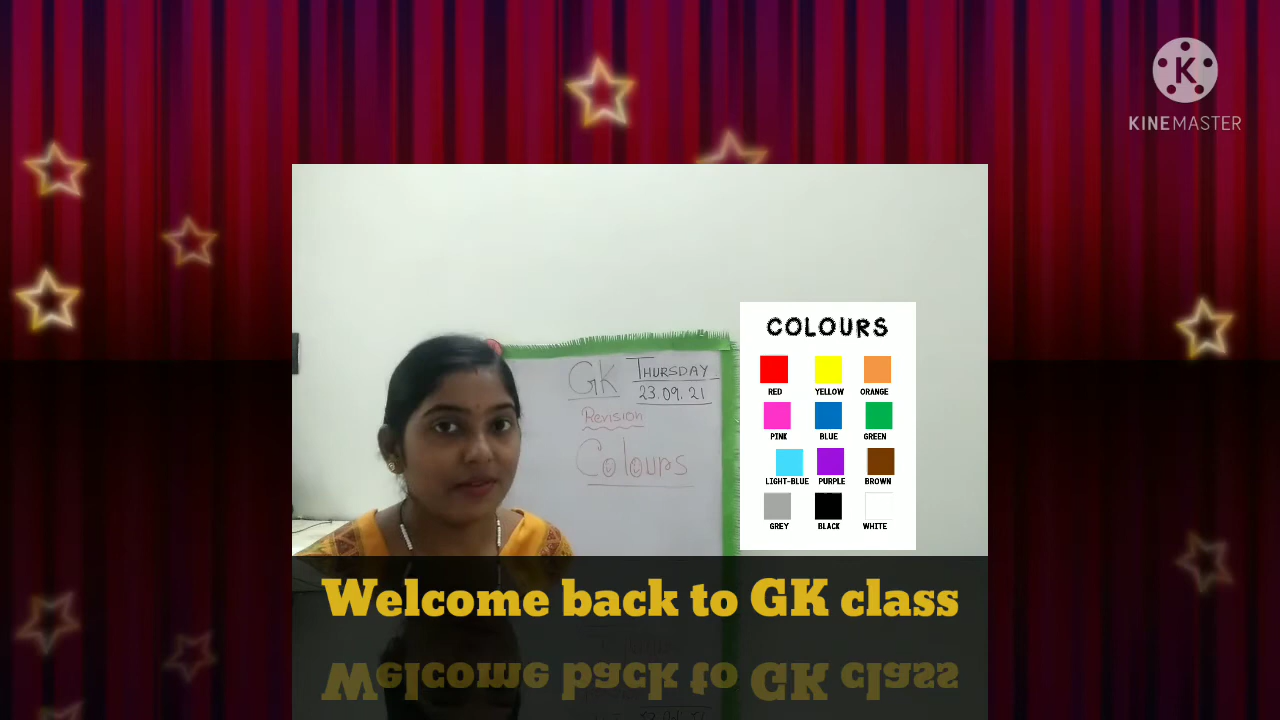 KINEMASTER
GK THURSDAY
23.09.21
Revision
Colours
COLOURS
RED YELLOW ORANGE
PINK BLUE GREEN
LIGHT-BLUE PURPLE BROWN
GREY BLACK WHITE
Welcome back to GK class